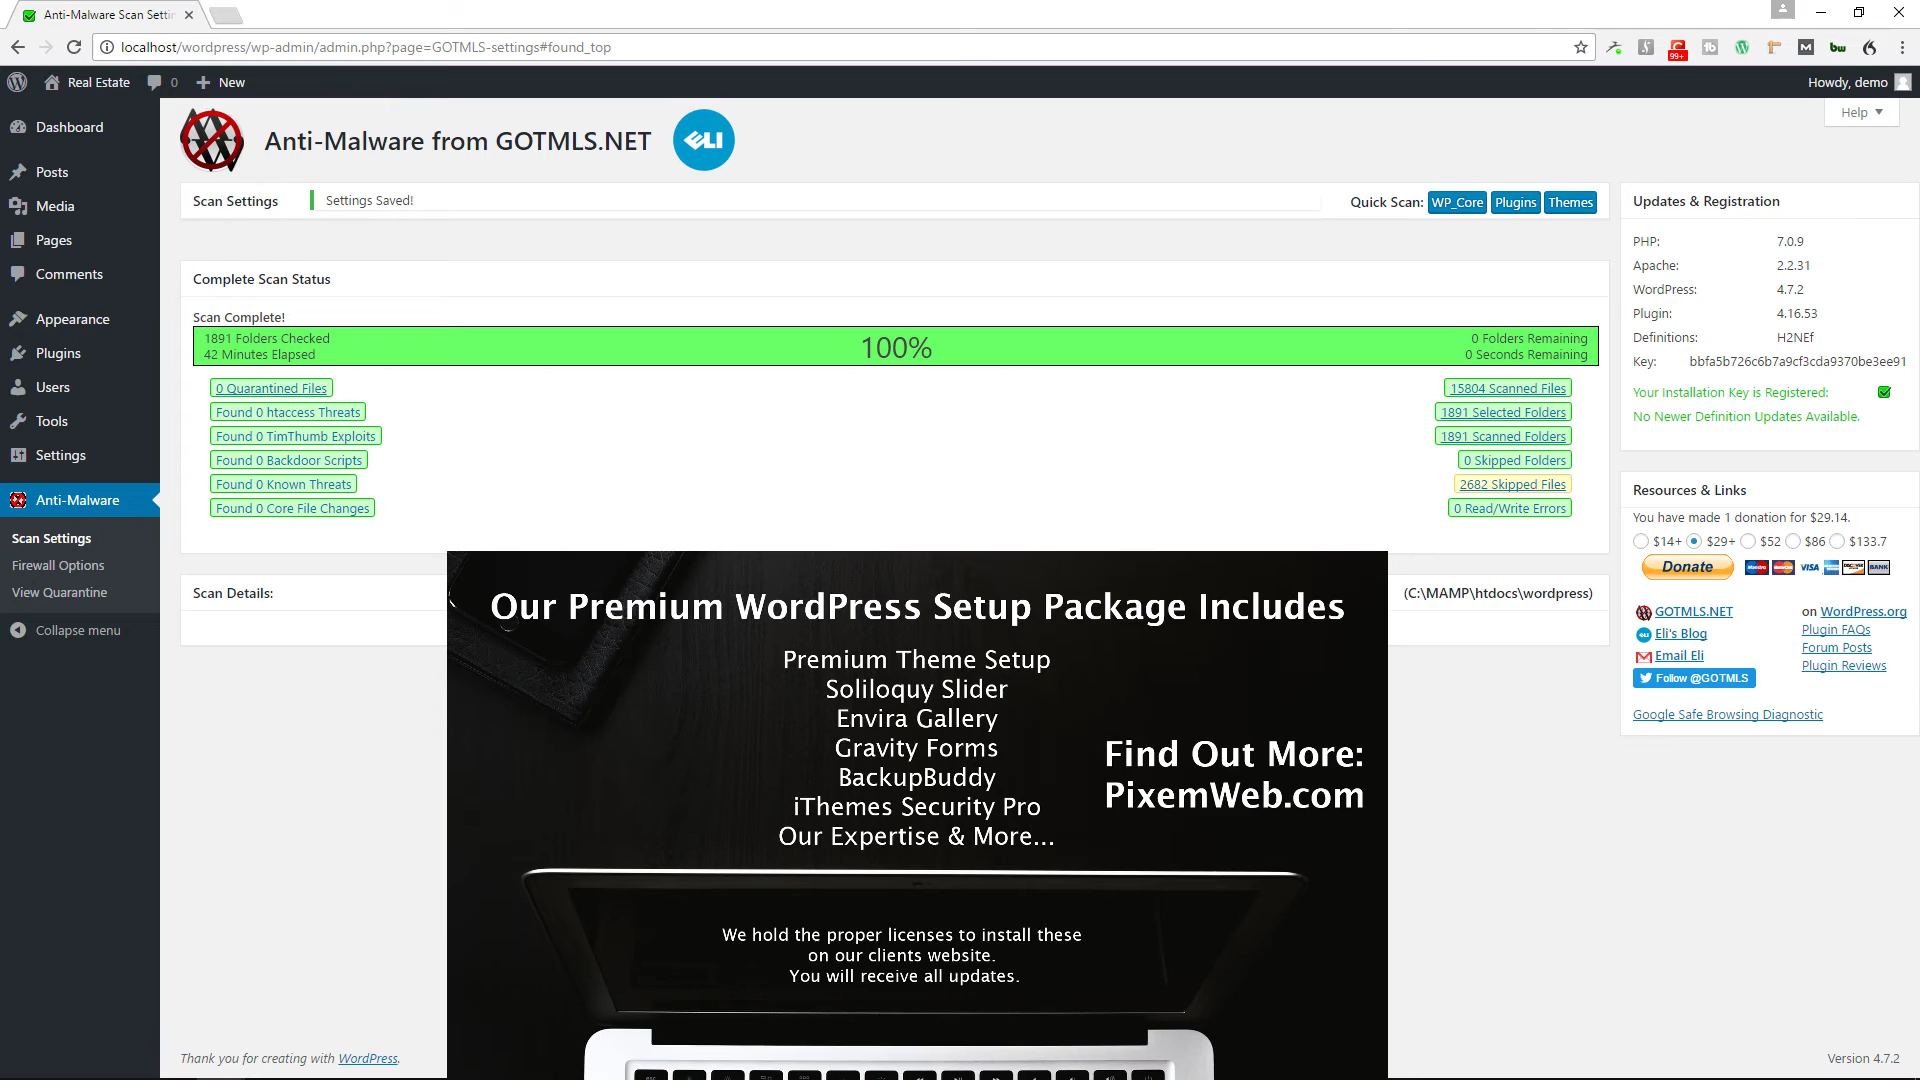 Anti-Malware Scan Settin
localhost/wordpress/wp-admin/admin.php?page=GOTMLS-settings#found_top
99+
tb
M
bw
Real Estate
0
New
Howdy, demo
Dashboard
Posts
Media
Pages
Comments
Appearance
Plugins
Users
Tools
Settings
Anti-Malware
Scan Settings
Firewall Options
View Quarantine
Collapse menu
Help
Anti-Malware from GOTMLS.NET
ELI
Scan Settings
Settings Saved!
Quick Scan: WP_Core Plugins Themes
Complete Scan Status
Scan Complete!
1891 Folders Checked
42 Minutes Elapsed
100%
0 Folders Remaining
0 Seconds Remaining
0 Quarantined Files
Found 0 htaccess Threats
Found 0 TimThumb Exploits
Found 0 Backdoor Scripts
Found 0 Known Threats
Found 0 Core File Changes
15804 Scanned Files
1891 Selected Folders
1891 Scanned Folders
0 Skipped Folders
2682 Skipped Files
0 Read/Write Errors
Scan Details:
(C:\MAMP\htdocs\wordpress)
Our Premium WordPress Setup Package Includes
Premium Theme Setup
Soliloquy Slider
Envira Gallery
Gravity Forms
BackupBuddy
iThemes Security Pro
Our Expertise & More...
Find Out More:
PixemWeb.com
We hold the proper licenses to install these
on our clients website.
You will receive all updates.
Updates & Registration
PHP: 7.0.9
Apache: 2.2.31
WordPress: 4.7.2
Plugin: 4.16.53
Definitions: H2NEf
Key: bbfa5b726c6b7a9cf3cda9370be3ee91
Your Installation Key is Registered:
No Newer Definition Updates Available.
Resources & Links
You have made 1 donation for $29.14.
$14+ $29+ $52 $86 $133.7
Donate
VISA
BANK
GOTMLS.NET
Eli's Blog
Email Eli
Follow @GOTMLS
on WordPress.org
Plugin FAQs
Forum Posts
Plugin Reviews
Google Safe Browsing Diagnostic
Thank you for creating with WordPress.
Version 4.7.2